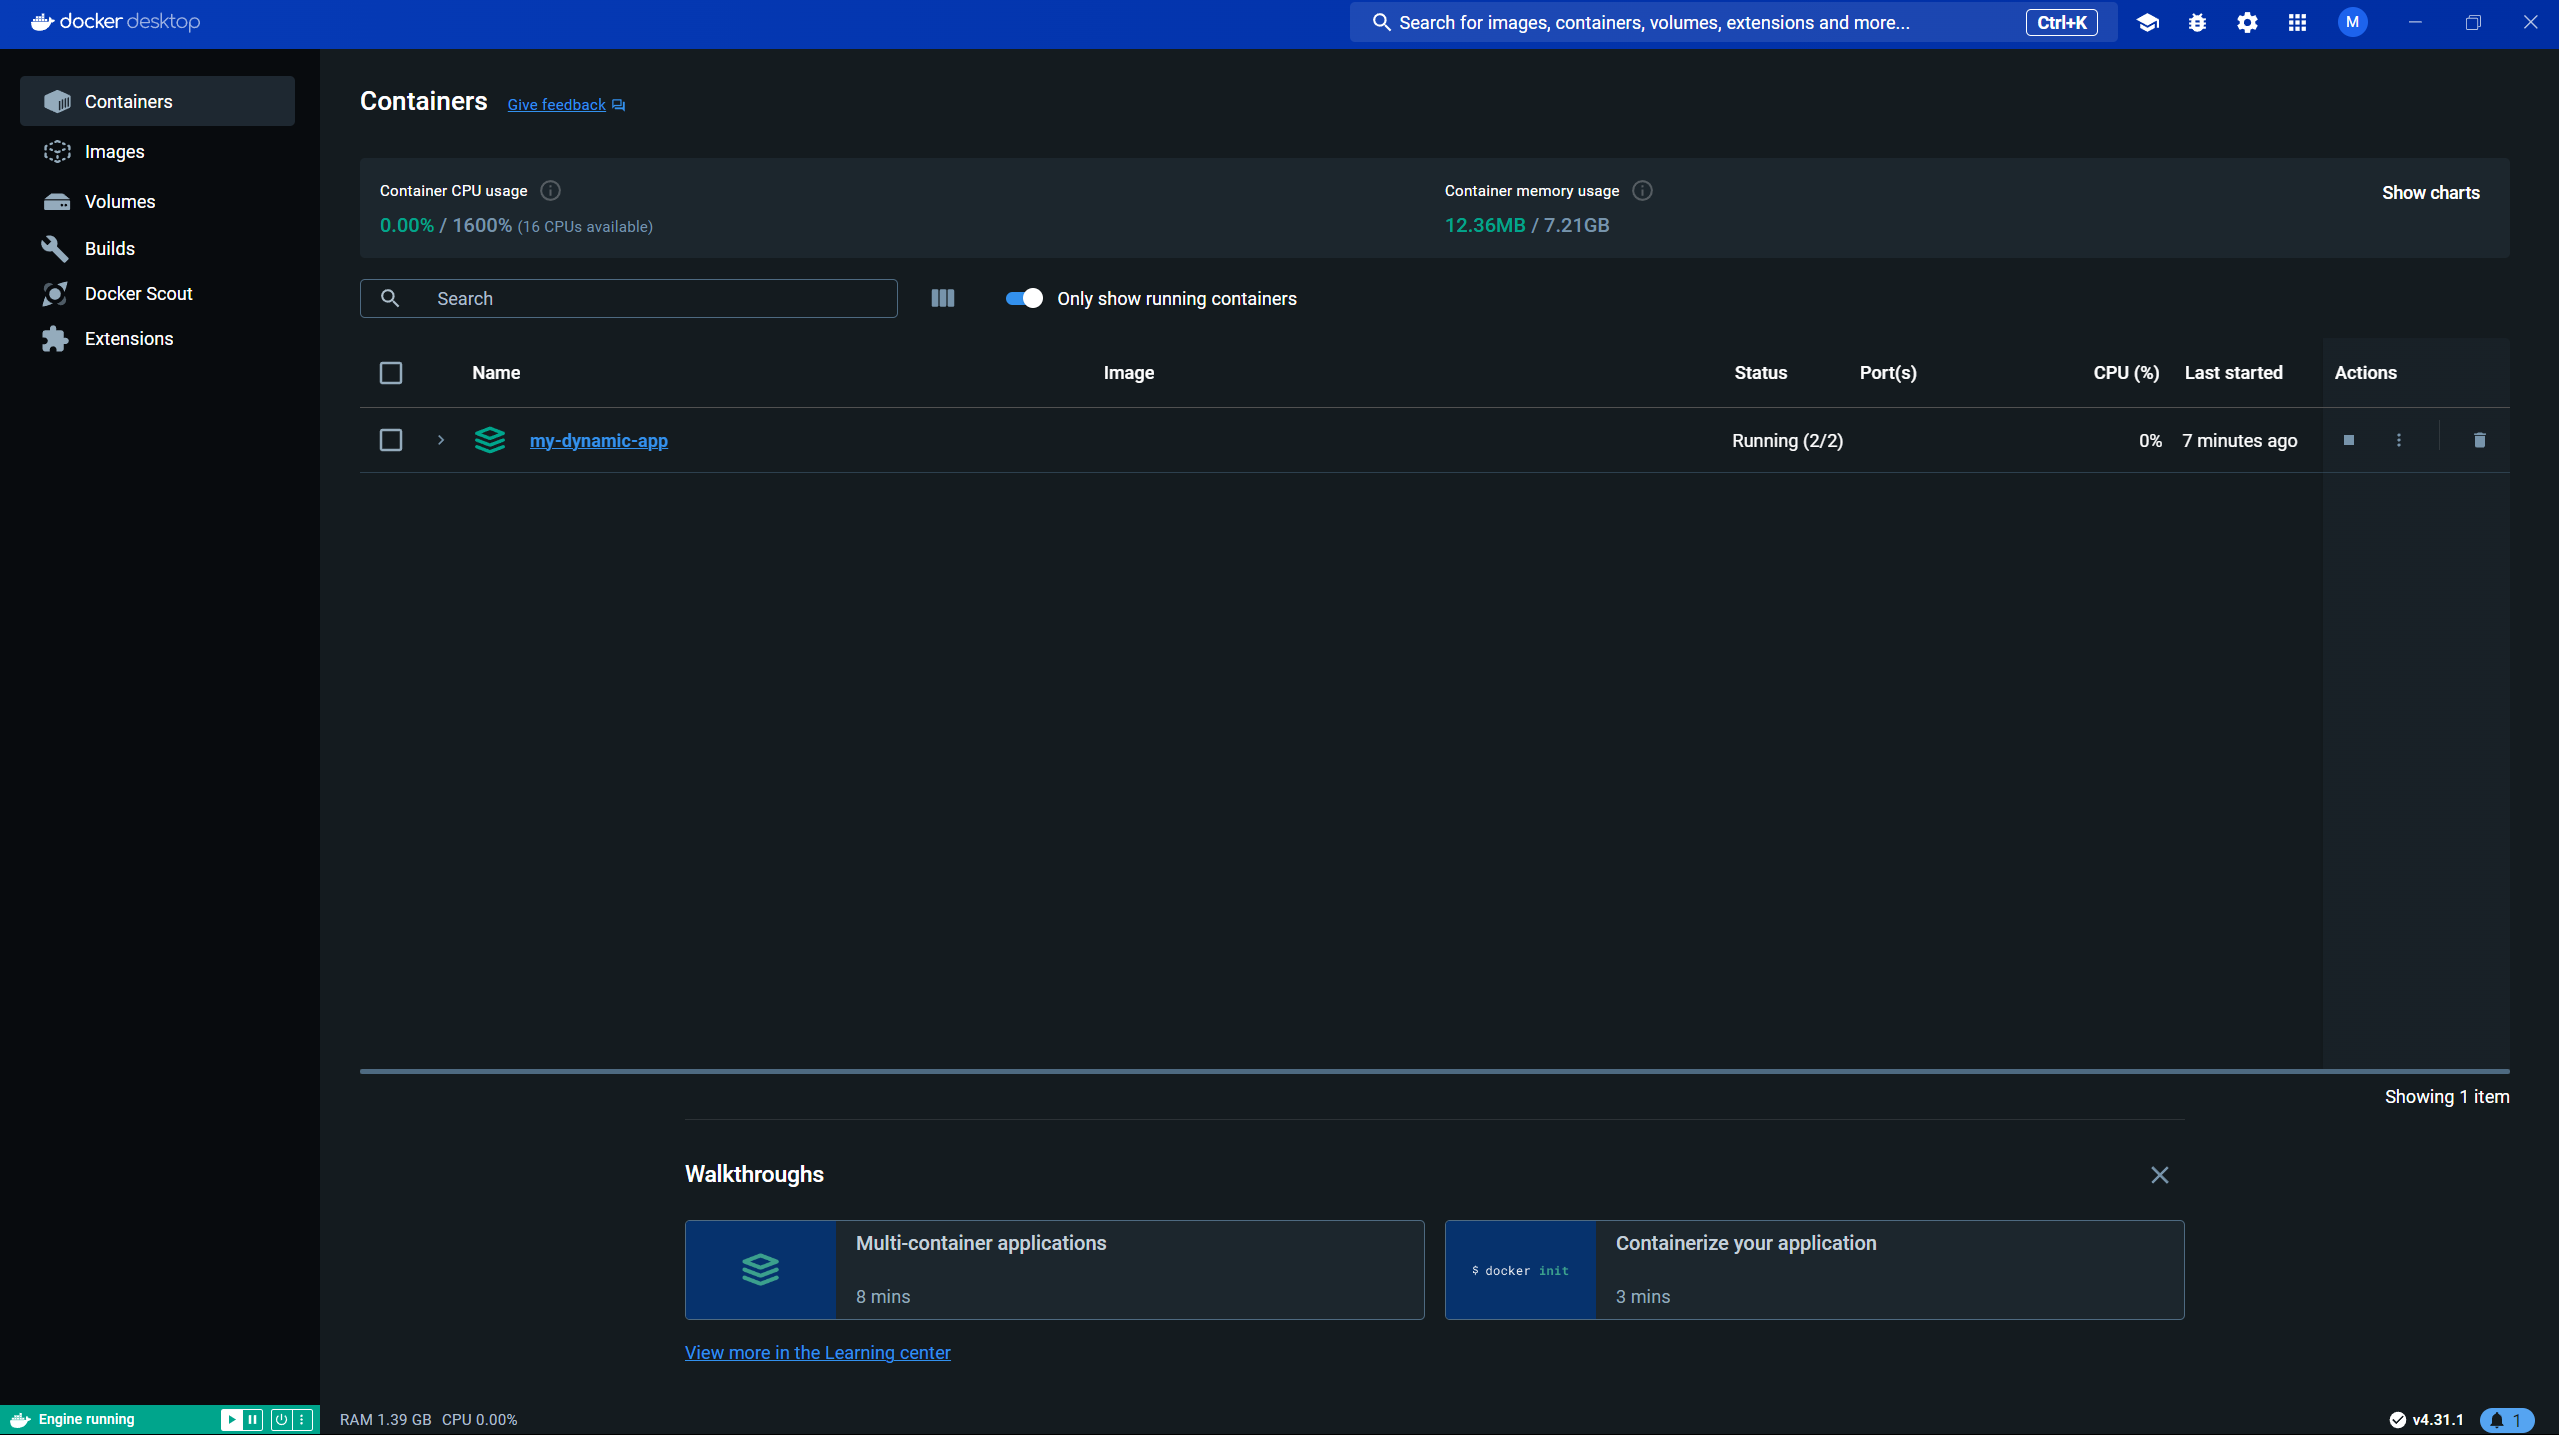 docker desktop
Search for images, containers, volumes, extensions and more...
Ctrl+K
M
Containers
Images
Volumes
Builds
Docker Scout
Extensions
Containers
Give feedback
Container CPU usage
0.00% / 1600% (16 CPUs available)
Container memory usage
12.36MB / 7.21GB
Show charts
Search
Only show running containers
Name Image Status Port(s) CPU (%) Last started Actions
my-dynamic-app Running (2/2) 0% 7 minutes ago
Showing 1 item
Walkthroughs
Multi-container applications
8 mins
$ docker init
Containerize your application
3 mins
View more in the Learning center
Engine running
RAM 1.39 GB CPU 0.00%
v4.31.1
1